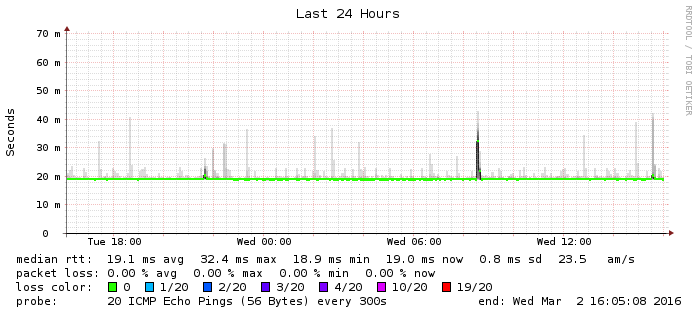 Last 24 Hours
RRDTOOL / TOBI OETIKER
Seconds
70 m
60 m
50 m
40 m
30 m
20 m
10 m
0
Tue 18:00 Wed 00:00 Wed 06:00 Wed 12:00
median rtt: 19.1 ms avg 32.4 ms max 18.9 ms min 19.0 ms now 0.8 ms sd 23.5 am/s
packet loss: 0.00 % avg 0.00 % max 0.00 % min 0.00 % now
loss color: 0 1/20 2/20 3/20 4/20 10/20 19/20
probe: 20 ICMP Echo Pings (56 Bytes) every 300s end: Wed Mar 2 16:05:08 2016